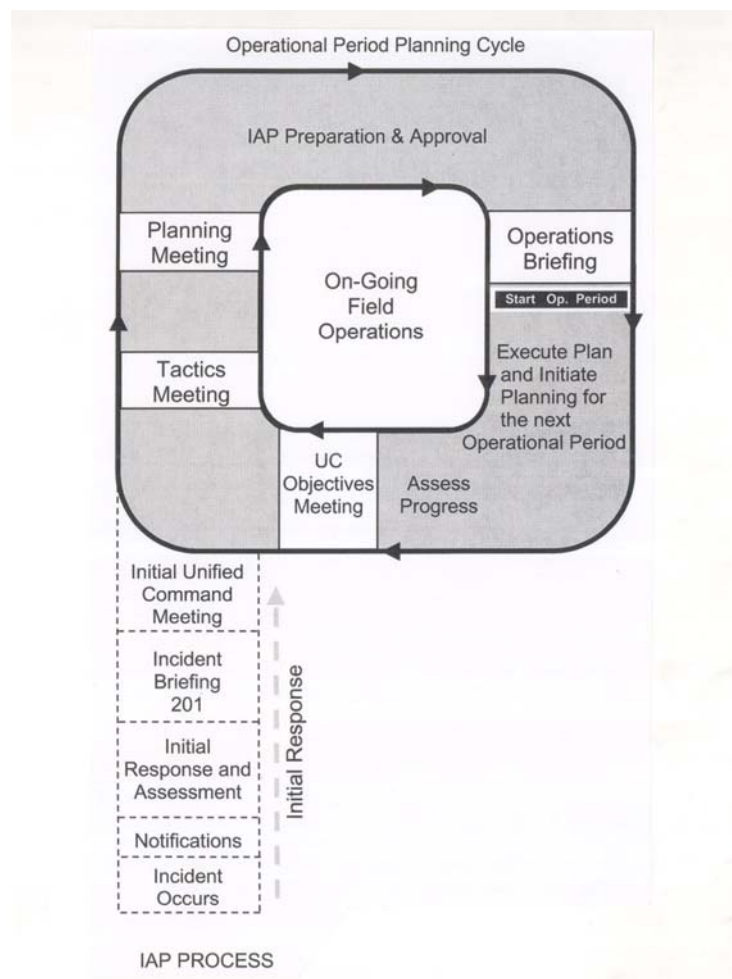 Operational Period Planning Cycle
IAP Preparation & Approval
Planning
Meeting
Operations
Briefing
On-Going
Field
Operations
Start Op. Period
Tactics
Meeting
Execute Plan
and Initiate
Planning for
the next
Operational Period
UC
Objectives
Meeting
Assess
Progress
Initial Unified
Command
Meeting
Incident
Briefing
201
Initial
Response and
Assessment
Notifications
Incident
Occurs
Initial Response
IAP PROCESS